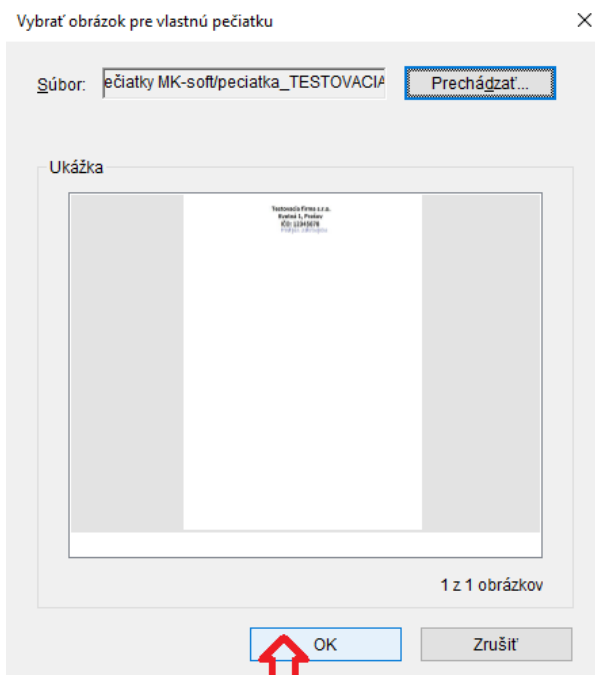 Vybrať obrázok pre vlastnú pečiatku
Súbor: ečiatky MK-soft/peciatka_TESTOVACIA Prechádzať...
Ukážka
Testovacia Firma s.r.o.
Kvetná 1, Prešov
IČO: 12345678
1 z 1 obrázkov
OK Zrušiť